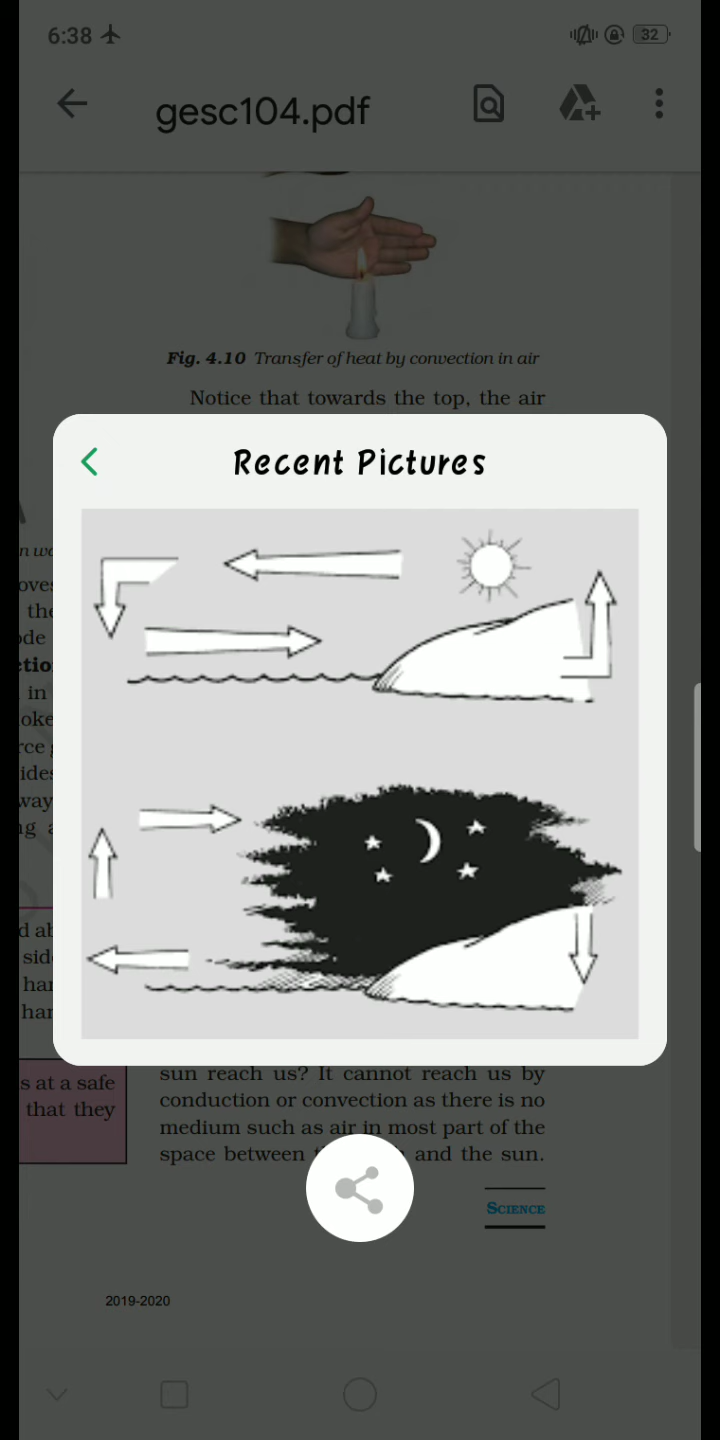 6:38
32
gesc104.pdf
Fig. 4.10 Transfer of heat by convection in air
Notice that towards the top, the air
Recent Pictures
the
in
side
s at a safe
that they
sun reach us? It cannot reach us by
conduction or convection as there is no
medium such as air in most part of the
space between and the sun.
SCIENCE
2019-2020